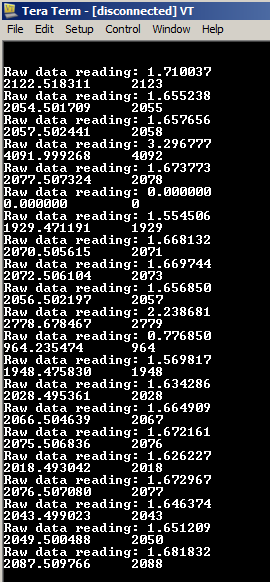 Tera Term - [disconnected] VT
File Edit Setup Control Window Help
Raw data reading: 1.710037
2122.518311 2123
Raw data reading: 1.655238
2054.501709 2055
Raw data reading: 1.657656
2057.502441 2058
Raw data reading: 3.296777
4091.999268 4092
Raw data reading: 1.673773
2077.507324 2078
Raw data reading: 0.000000
0.000000 0
Raw data reading: 1.554506
1929.471191 1929
Raw data reading: 1.668132
2070.505615 2071
Raw data reading: 1.669744
2072.506104 2073
Raw data reading: 1.656850
2056.502197 2057
Raw data reading: 2.238681
2778.678467 2779
Raw data reading: 0.776850
964.235474 964
Raw data reading: 1.569817
1948.475830 1948
Raw data reading: 1.634286
2028.495361 2028
Raw data reading: 1.664909
2066.504639 2067
Raw data reading: 1.672161
2075.506836 2076
Raw data reading: 1.626227
2018.493042 2018
Raw data reading: 1.672967
2076.507080 2077
Raw data reading: 1.646374
2043.499023 2043
Raw data reading: 1.651209
2049.500488 2050
Raw data reading: 1.681832
2087.509766 2088